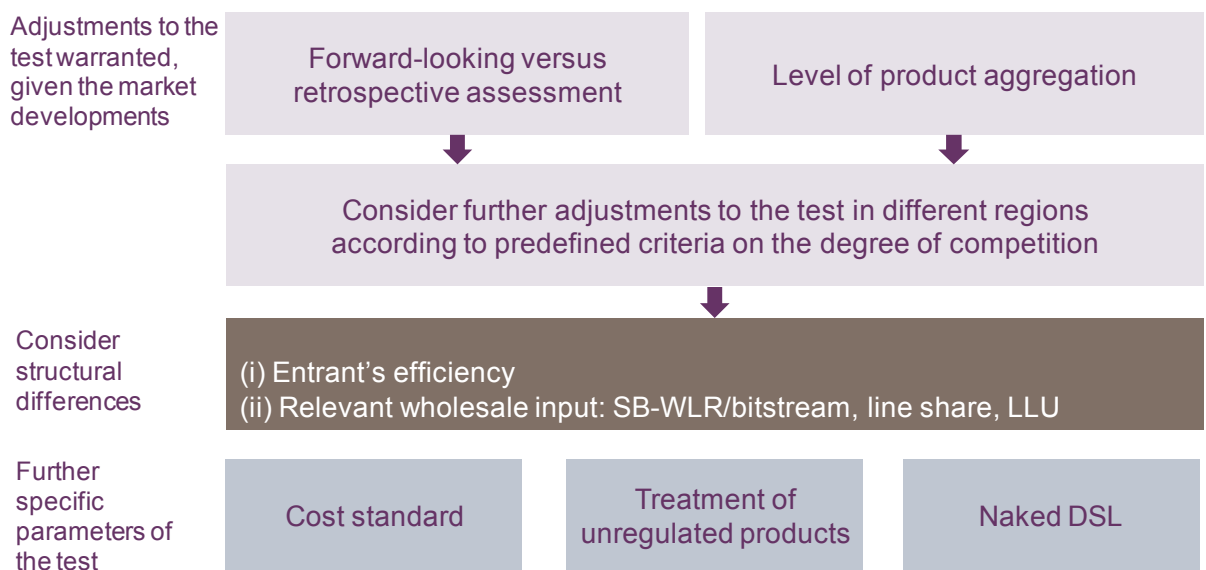 Adjustments to the
test warranted,
given the market
developments
Forward-looking versus
retrospective assessment
Level of product aggregation
Consider further adjustments to the test in different regions
according to predefined criteria on the degree of competition
Consider
structural
differences
(i) Entrant’s efficiency
(ii) Relevant wholesale input: SB-WLR/bitstream, line share, LLU
Further
specific
parameters of
the test
Cost standard
Treatment of
unregulated products
Naked DSL